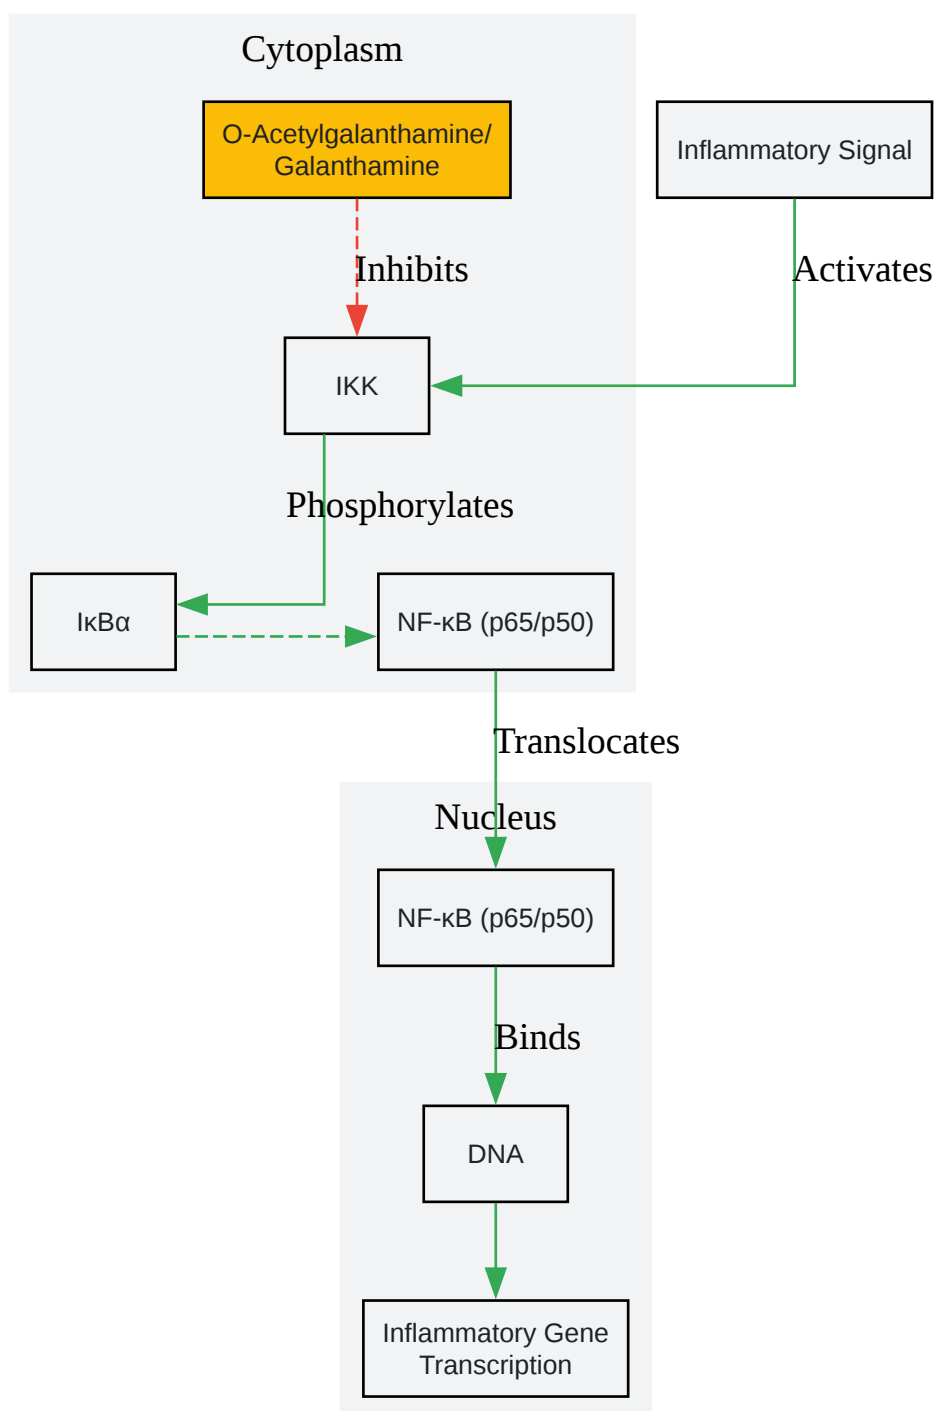 Cytoplasm
O-Acetylgalanthamine/
Galanthamine
Inflammatory Signal
Inhibits
Activates
IKK
Phosphorylates
IκBα
NF-κB (p65/p50)
Translocates
Nucleus
NF-κB (p65/p50)
Binds
DNA
Inflammatory Gene
Transcription